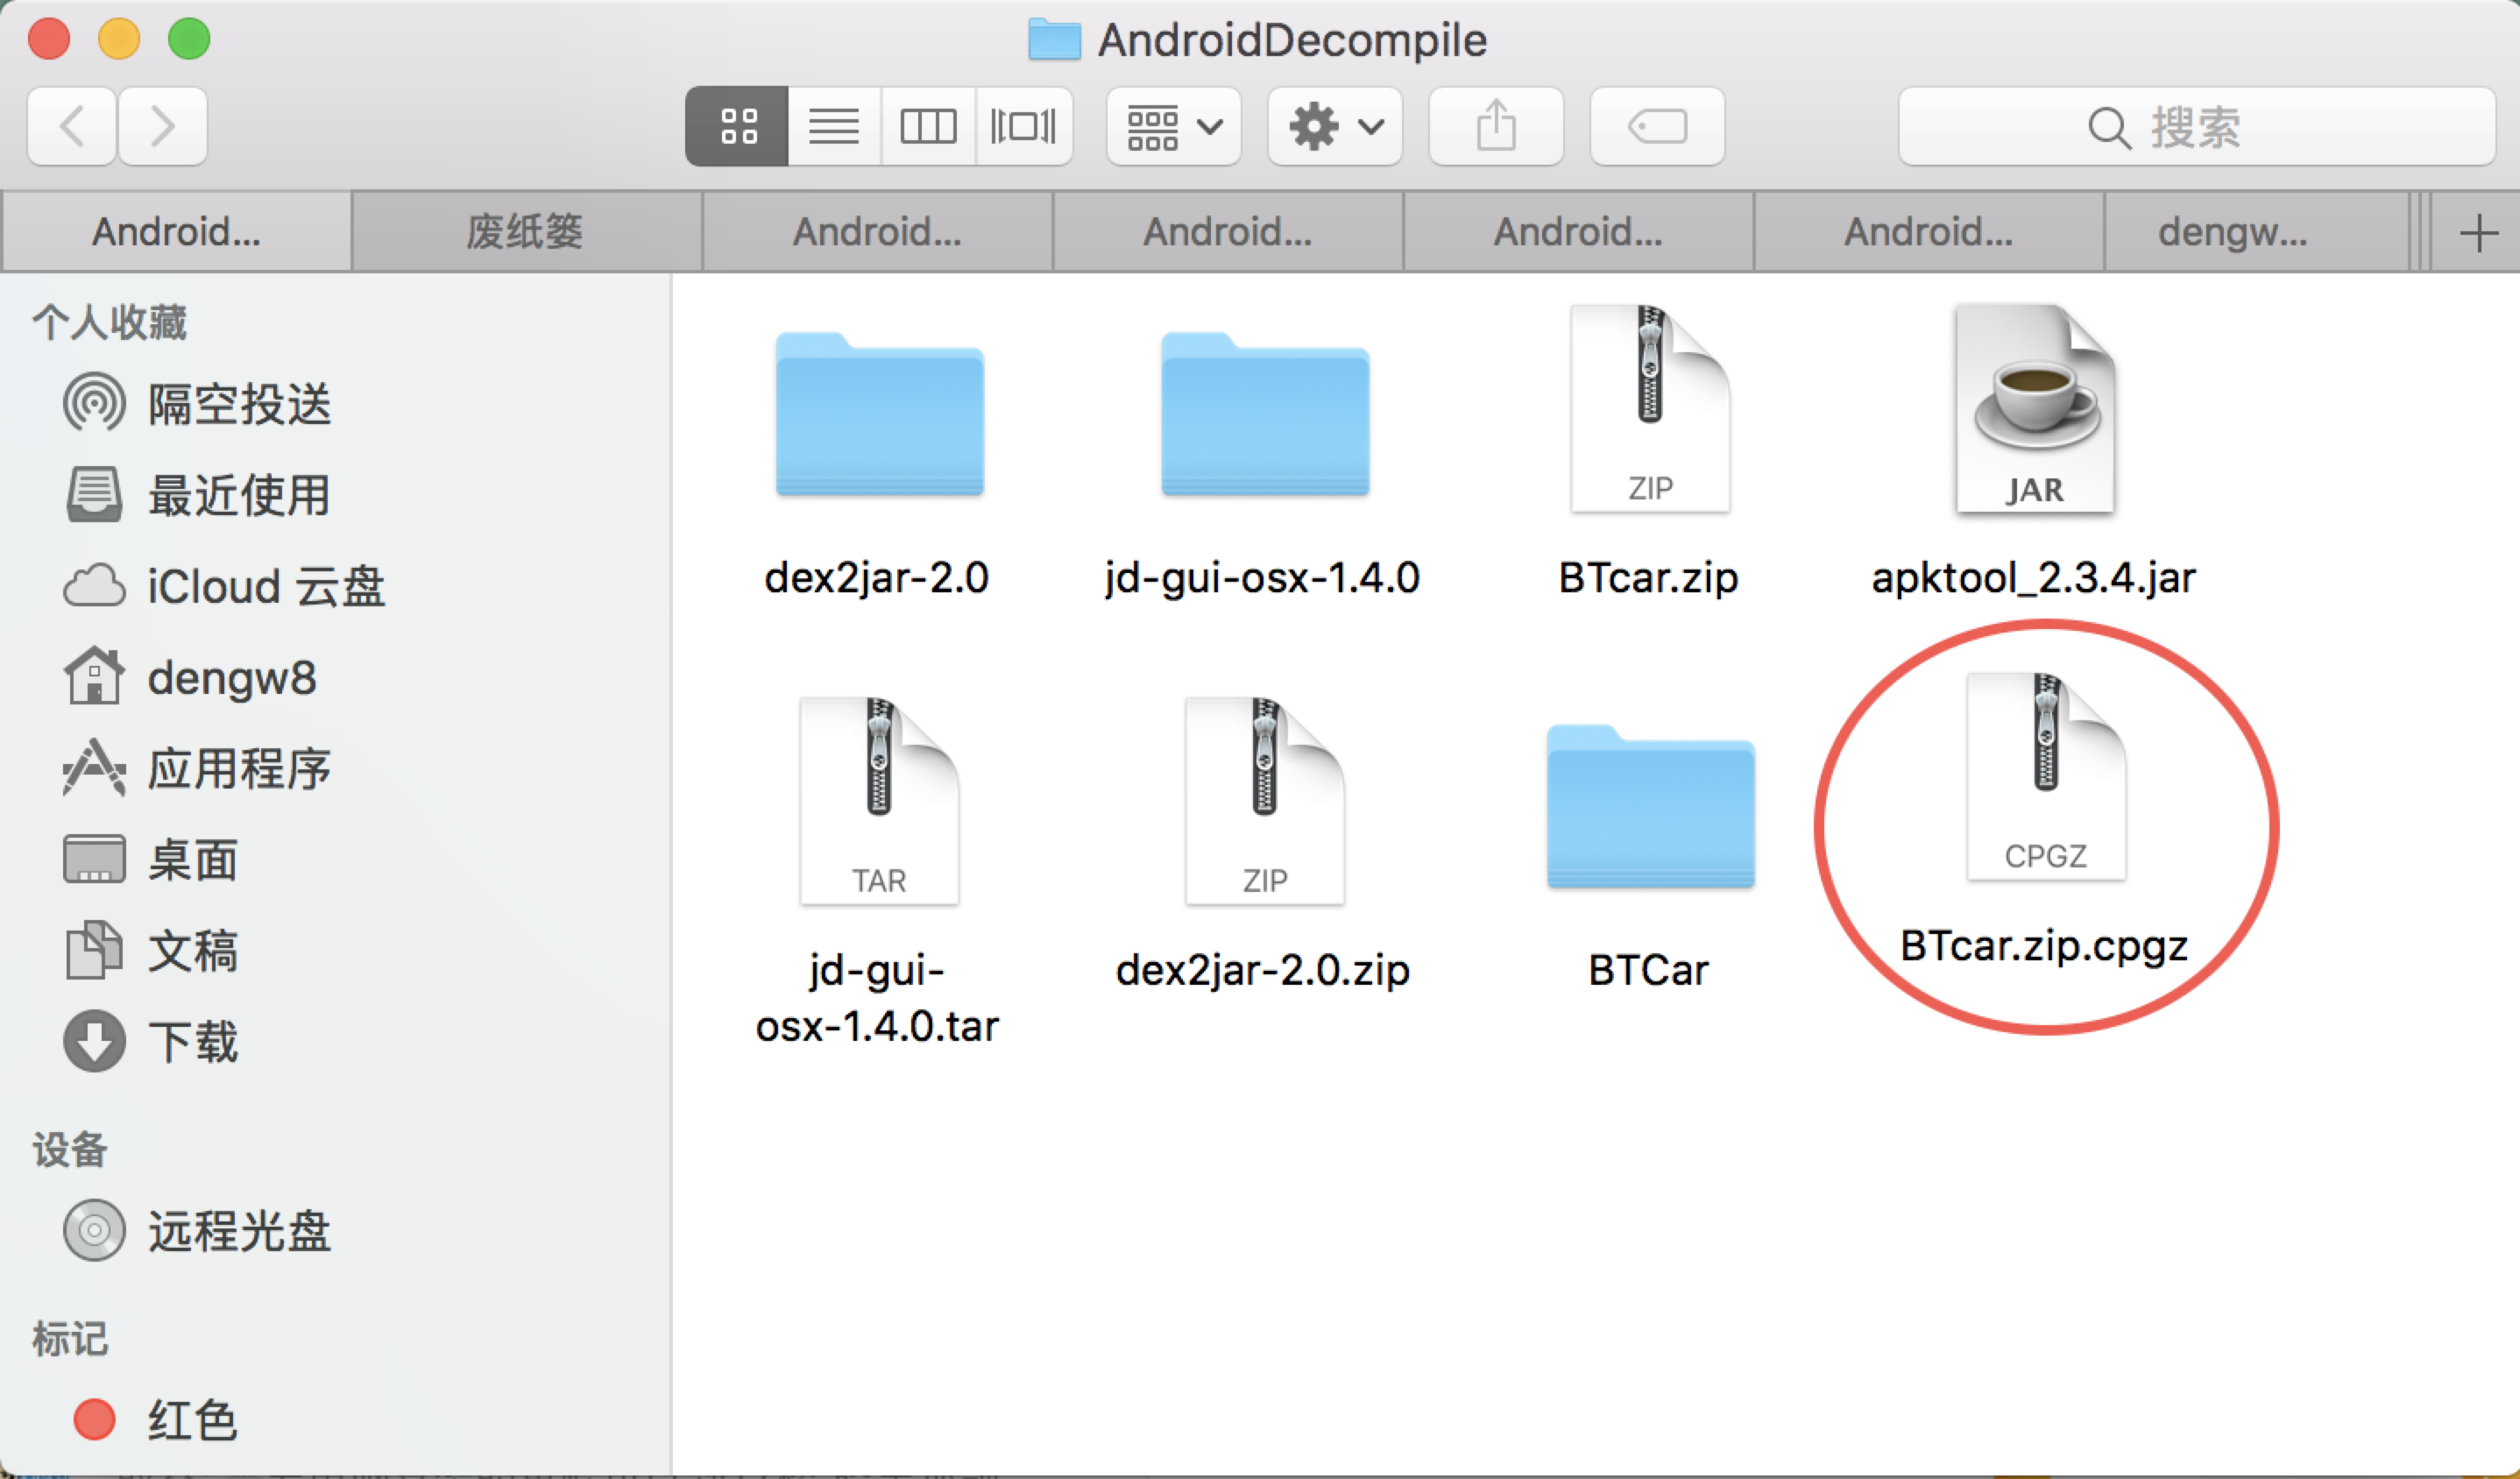 AndroidDecompile
搜索
Android...
废纸篓
Android...
Android...
Android...
Android...
dengw...
个人收藏
隔空投送
最近使用
iCloud 云盘
dengw8
应用程序
桌面
文稿
下载
设备
远程光盘
标记
红色
ZIP
JAR
dex2jar-2.0
jd-gui-osx-1.4.0
BTcar.zip
apktool_2.3.4.jar
TAR
ZIP
CPGZ
jd-gui-
osx-1.4.0.tar
dex2jar-2.0.zip
BTCar
BTcar.zip.cpgz